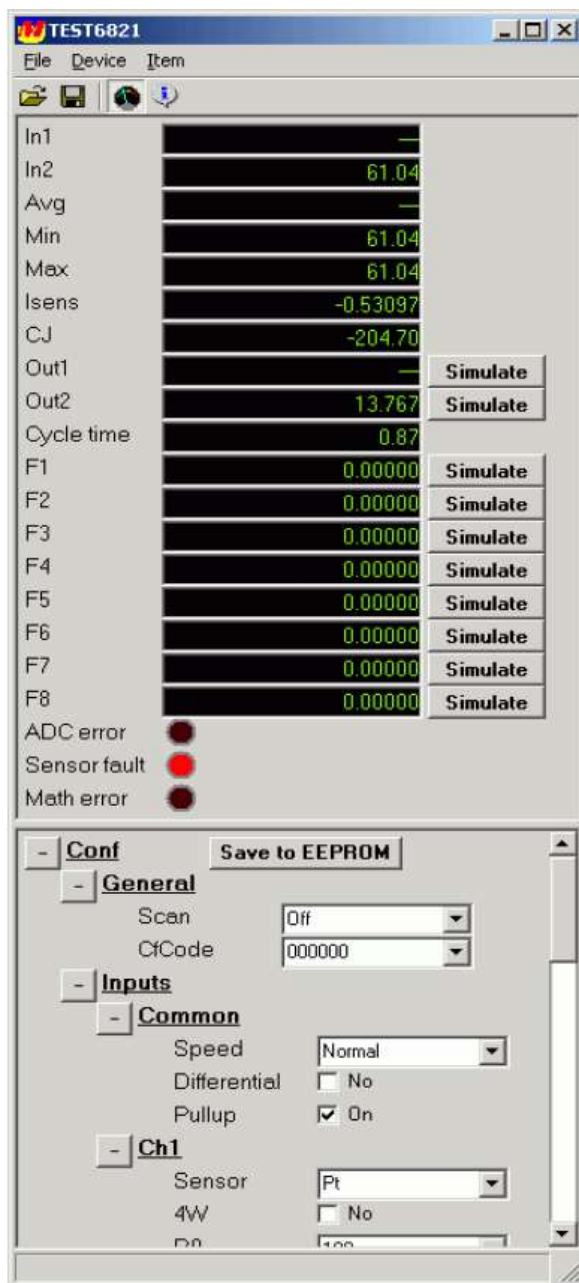 TEST6821
File Device Item
In1 —
In2 61.04
Avg —
Min 61.04
Max 61.04
Isens -0.53097
CJ -204.70
Out1 — Simulate
Out2 13.767 Simulate
Cycle time 0.87
F1 0.00000 Simulate
F2 0.00000 Simulate
F3 0.00000 Simulate
F4 0.00000 Simulate
F5 0.00000 Simulate
F6 0.00000 Simulate
F7 0.00000 Simulate
F8 0.00000 Simulate
ADC error
Sensor fault
Math error
- Conf Save to EEPROM
- General
Scan Off
CfCode 000000
- Inputs
- Common
Speed Normal
Differential No
Pullup On
- Ch1
Sensor Pt
4W No
R0 100